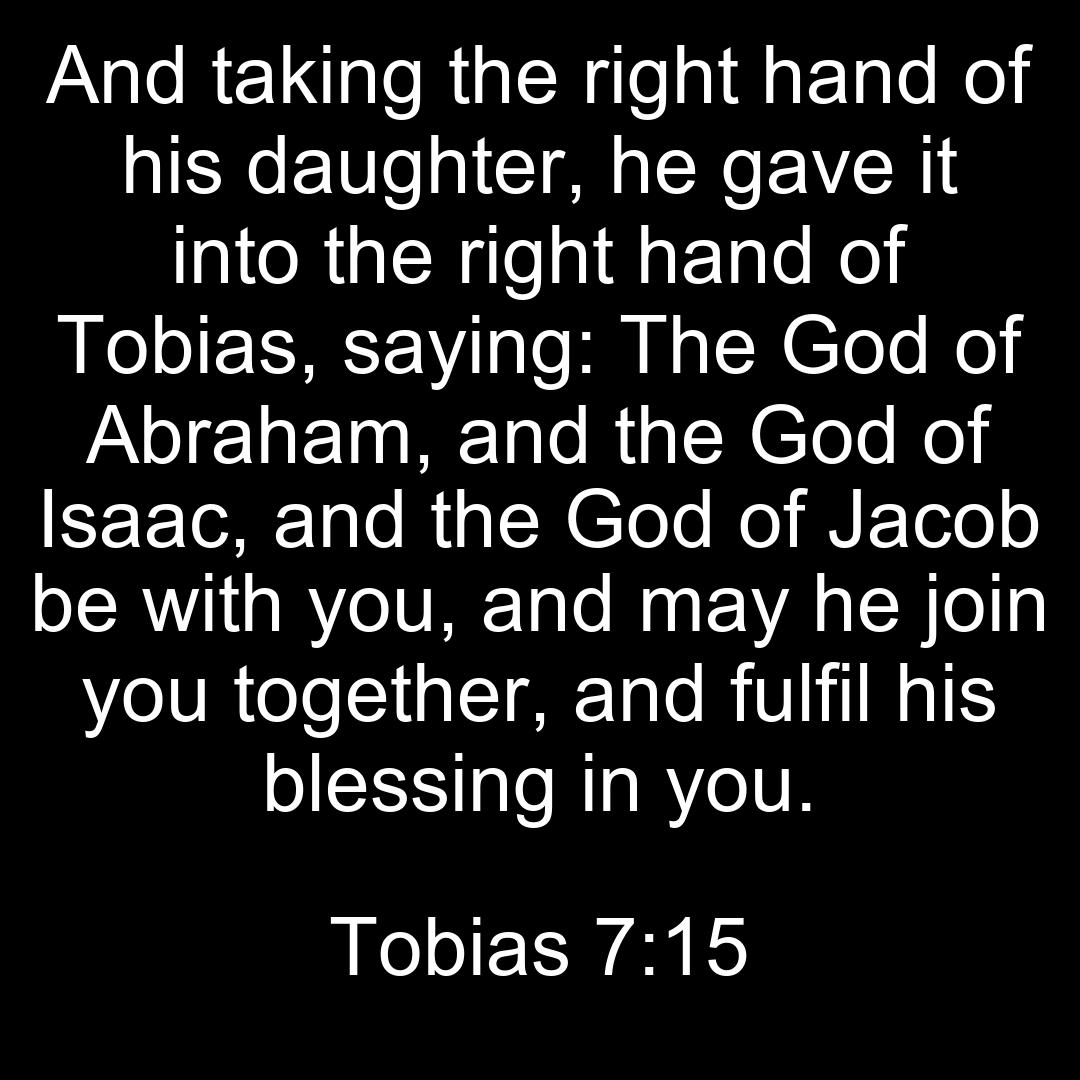 And taking the right hand of
his daughter, he gave it
into the right hand of
Tobias, saying: The God of
Abraham, and the God of
Isaac, and the God of Jacob
be with you, and may he join
you together, and fulfil his
blessing in you.
Tobias 7:15